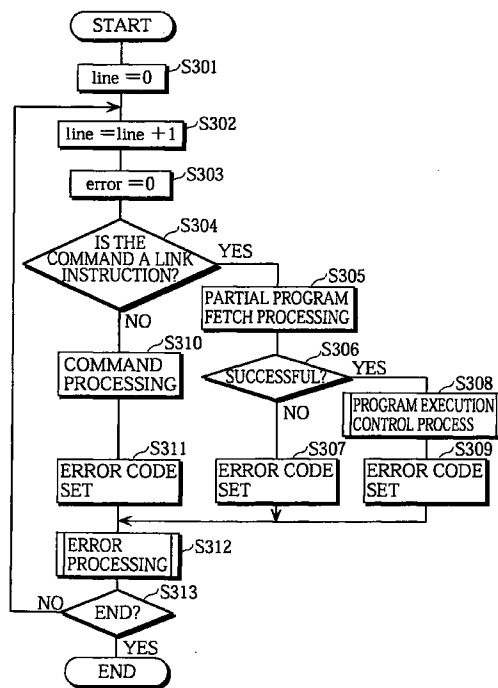 START
S301
line =0
S302
line=line +1
S303
error =0
S304
IS THE
COMMAND A LINK
INSTRUCTION?
YES
NO
S305
PARTIAL PROGRAM
FETCH PROCESSING
S306
SUCCESSFUL?
YES
NO
S308
PROGRAM EXECUTION
CONTROL PROCESS
S310
COMMAND
PROCESSING
S311
ERROR CODE
SET
S307
ERROR CODE
SET
S309
ERROR CODE
SET
S312
ERROR
PROCESSING
S313
END?
NO
YES
END